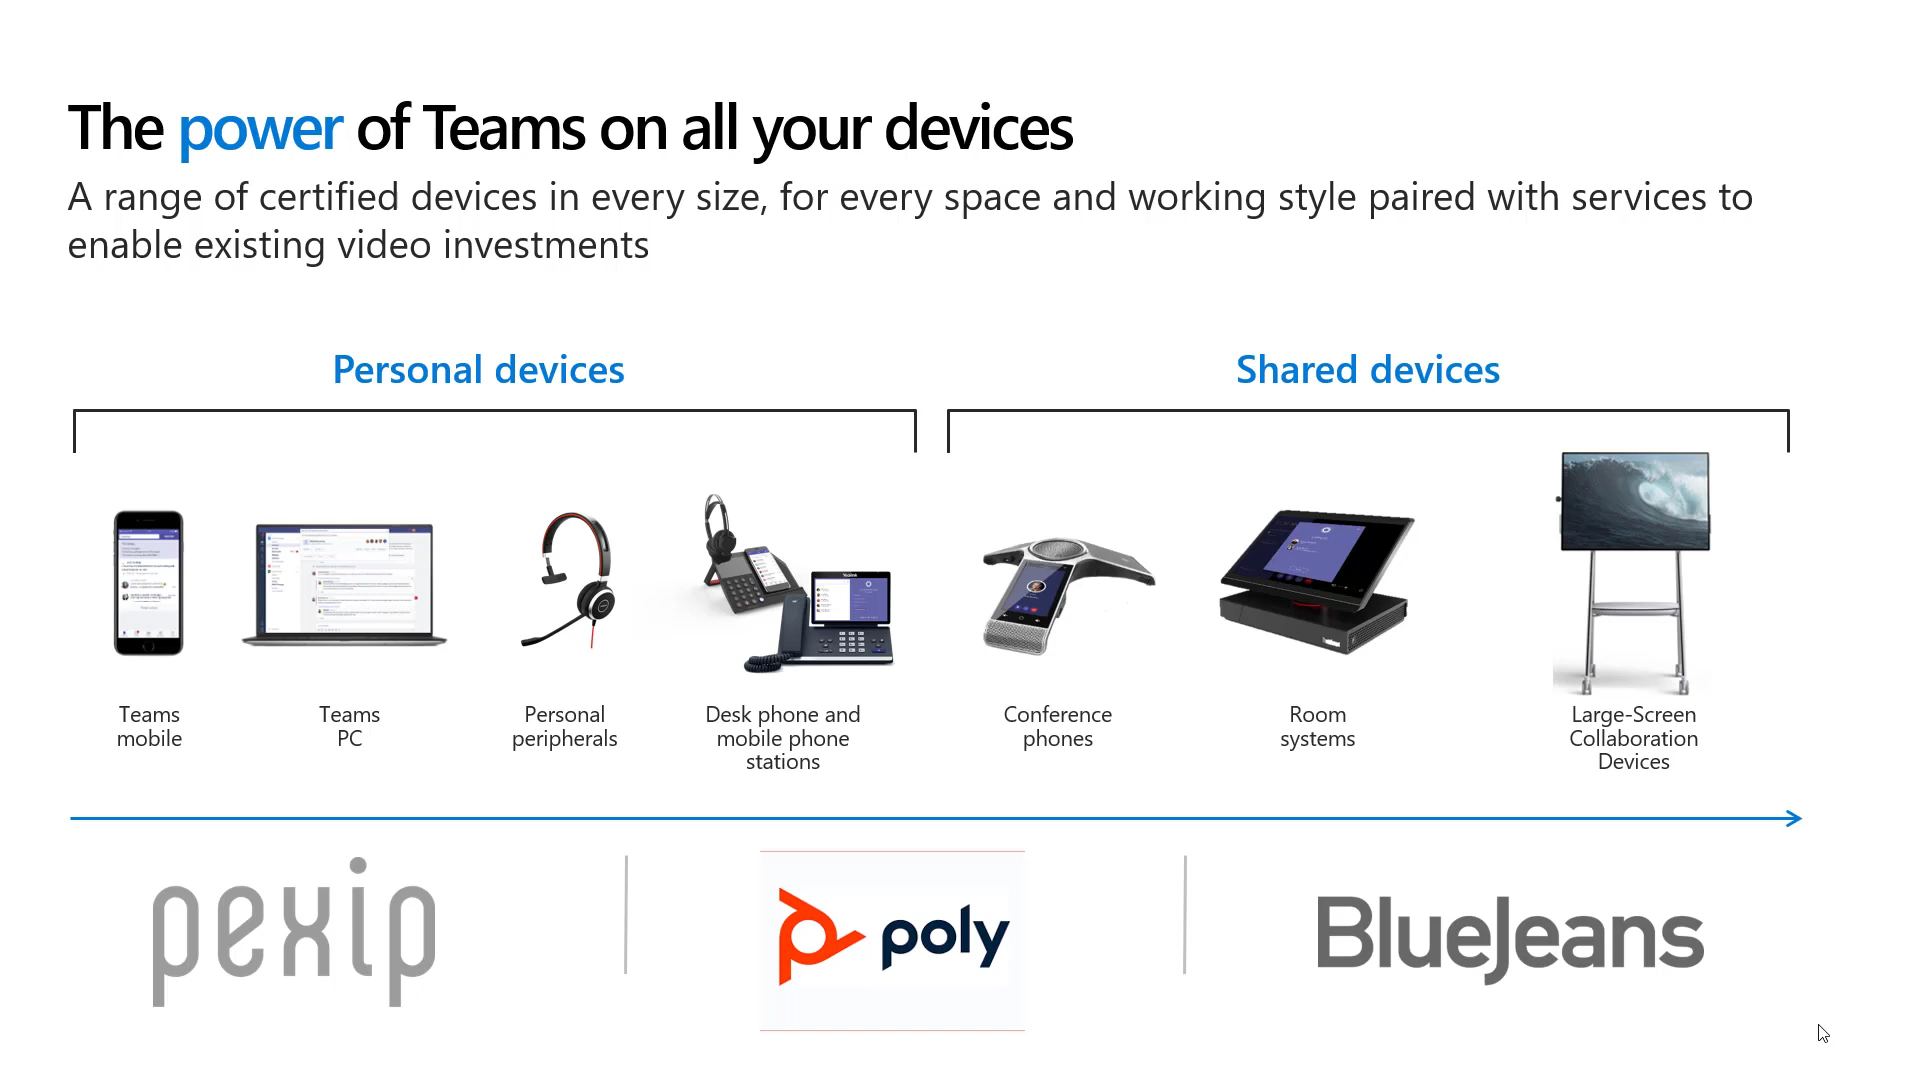 The power of Teams on all your devices
A range of certified devices in every size, for every space and working style paired with services to
enable existing video investments
Personal devices
Shared devices
Yealink
Teams
mobile
Teams
PC
Personal
peripherals
Desk phone and
mobile phone
stations
Conference
phones
Room
systems
Large-Screen
Collaboration
Devices
pexip
poly
BlueJeans